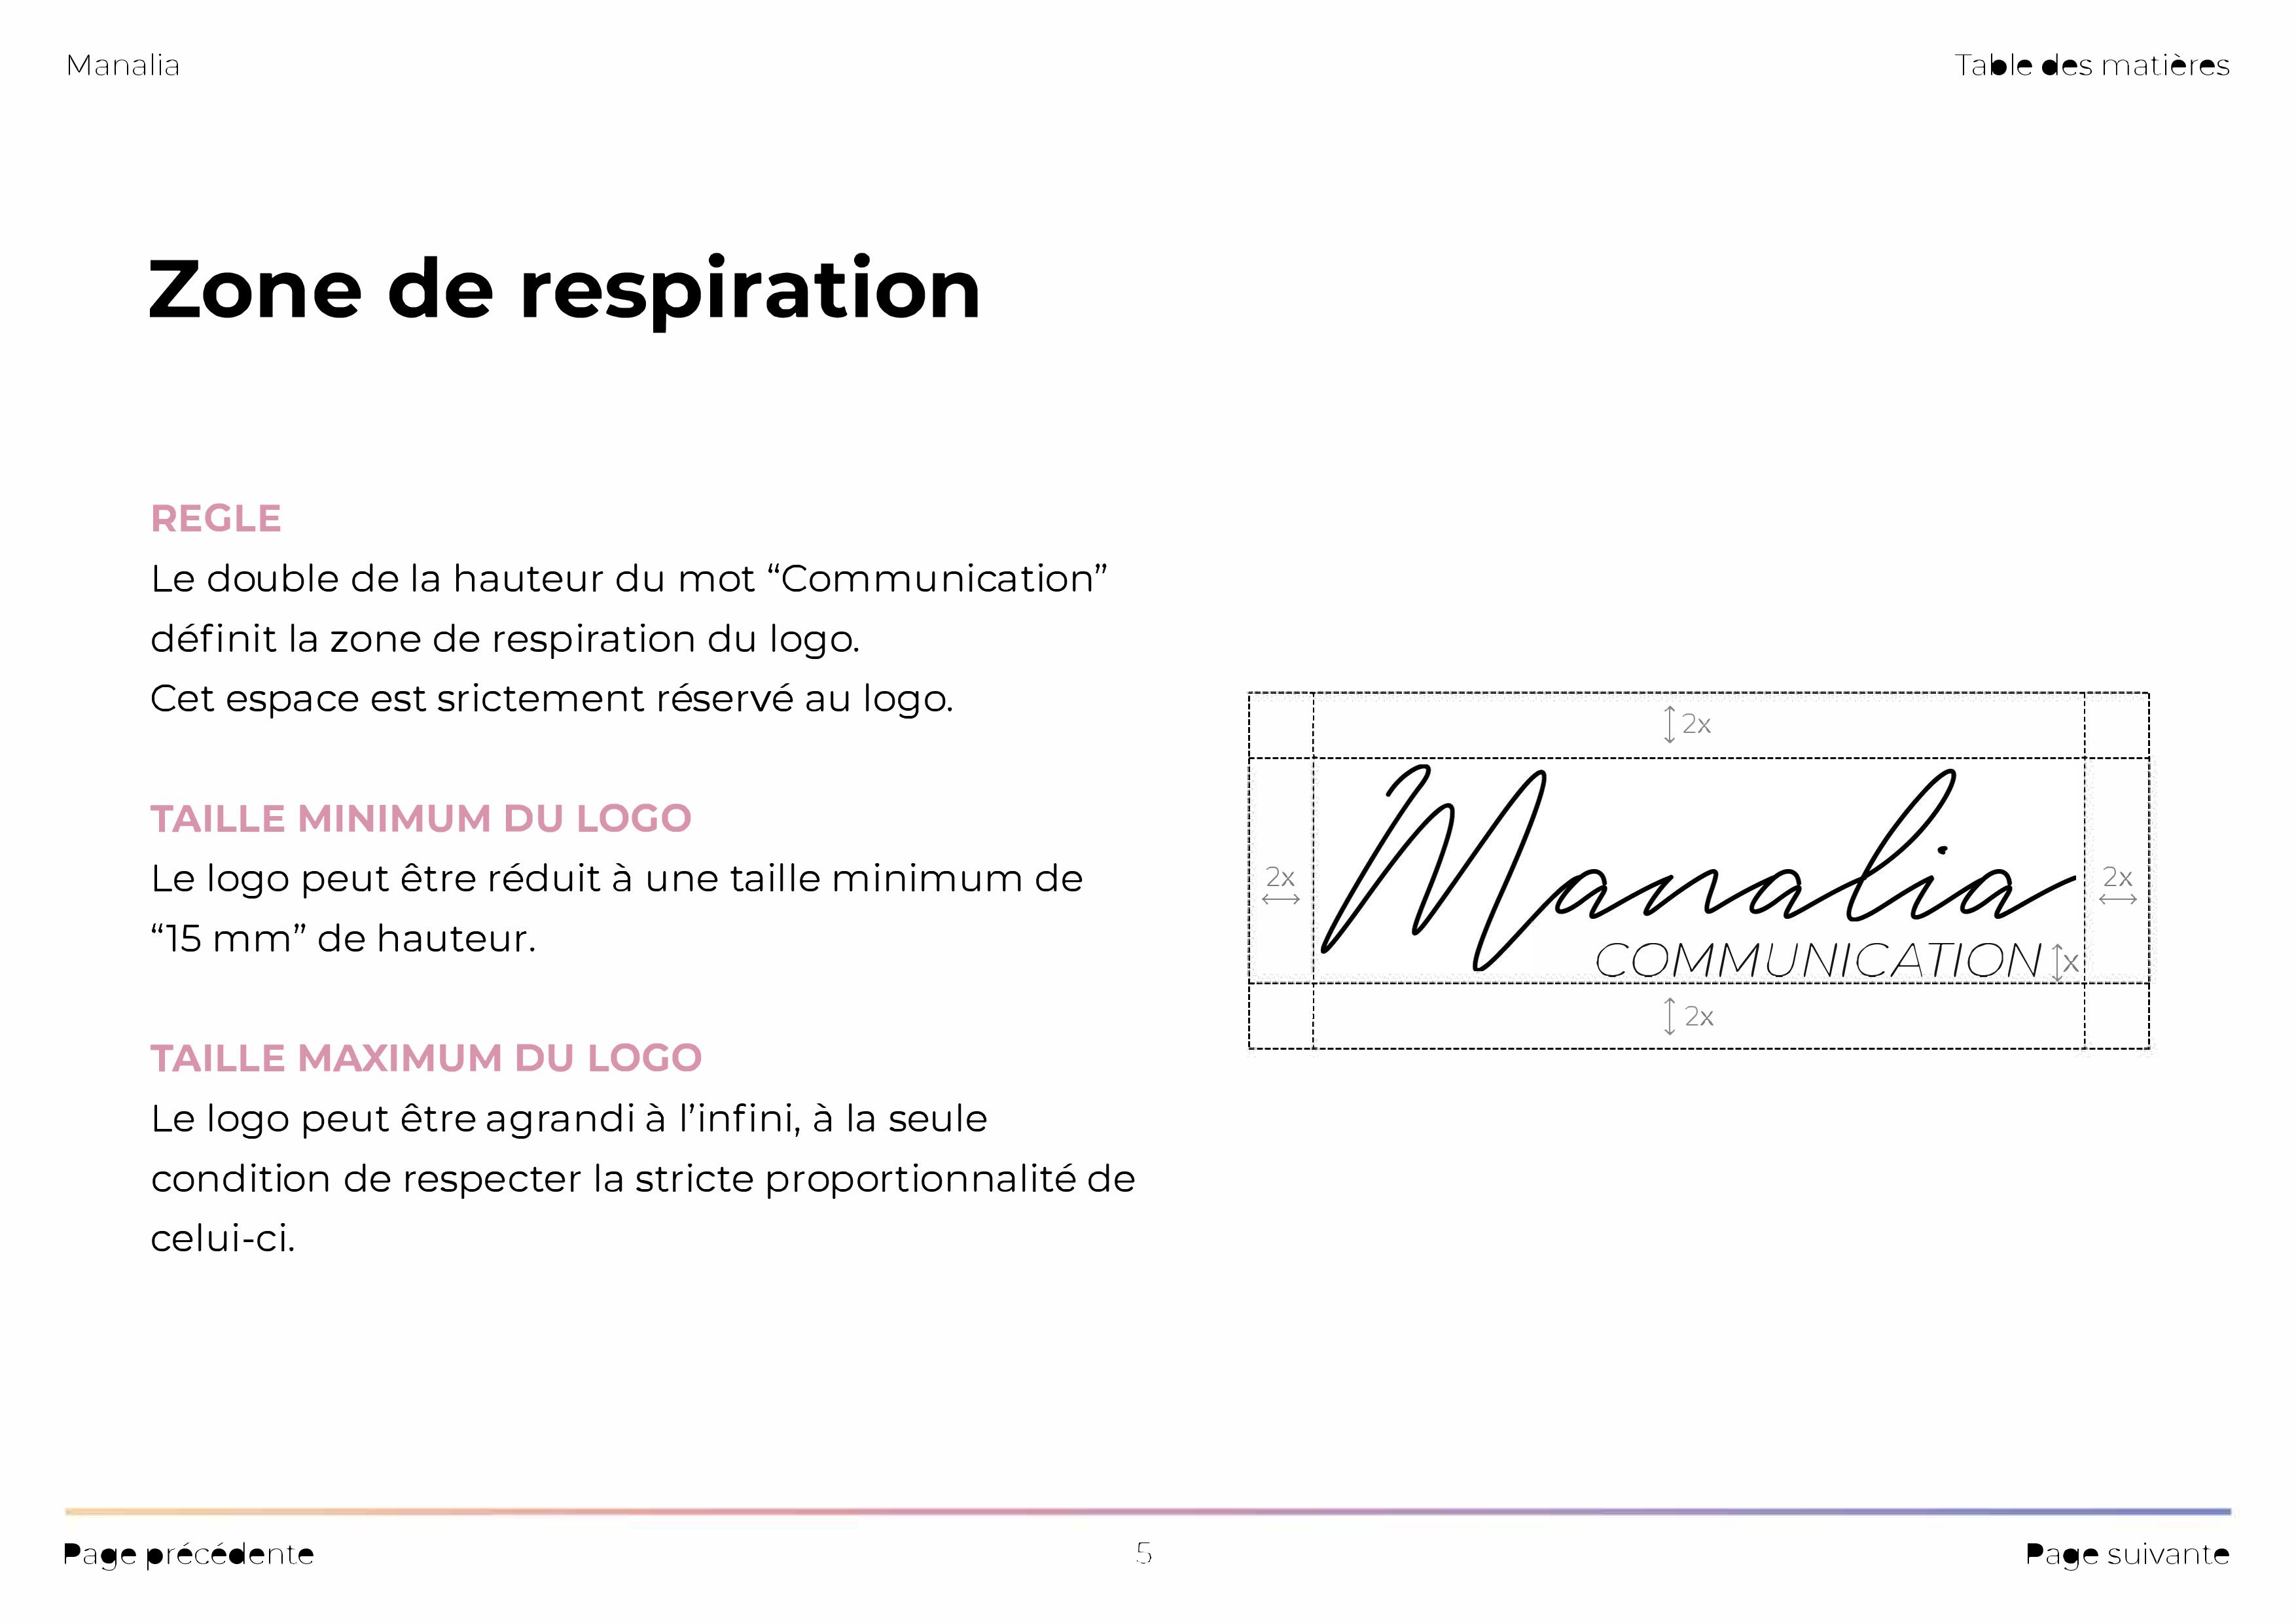 Manalia
Table des matières
Zone de respiration
REGLE
Le double de la hauteur du mot “Communication”
définit la zone de respiration du logo.
Cet espace est srictement réservé au logo.
TAILLE MINIMUM DU LOGO
Le logo peut être réduit à une taille minimum de
“15 mm” de hauteur.
TAILLE MAXIMUM DU LOGO
Le logo peut être agrandi à l’infini, à la seule
condition de respecter la stricte proportionnalité de
celui-ci.
2x
2x
Manalia
2x
COMMUNICATION x
2x
Page précédente
5
Page suivante